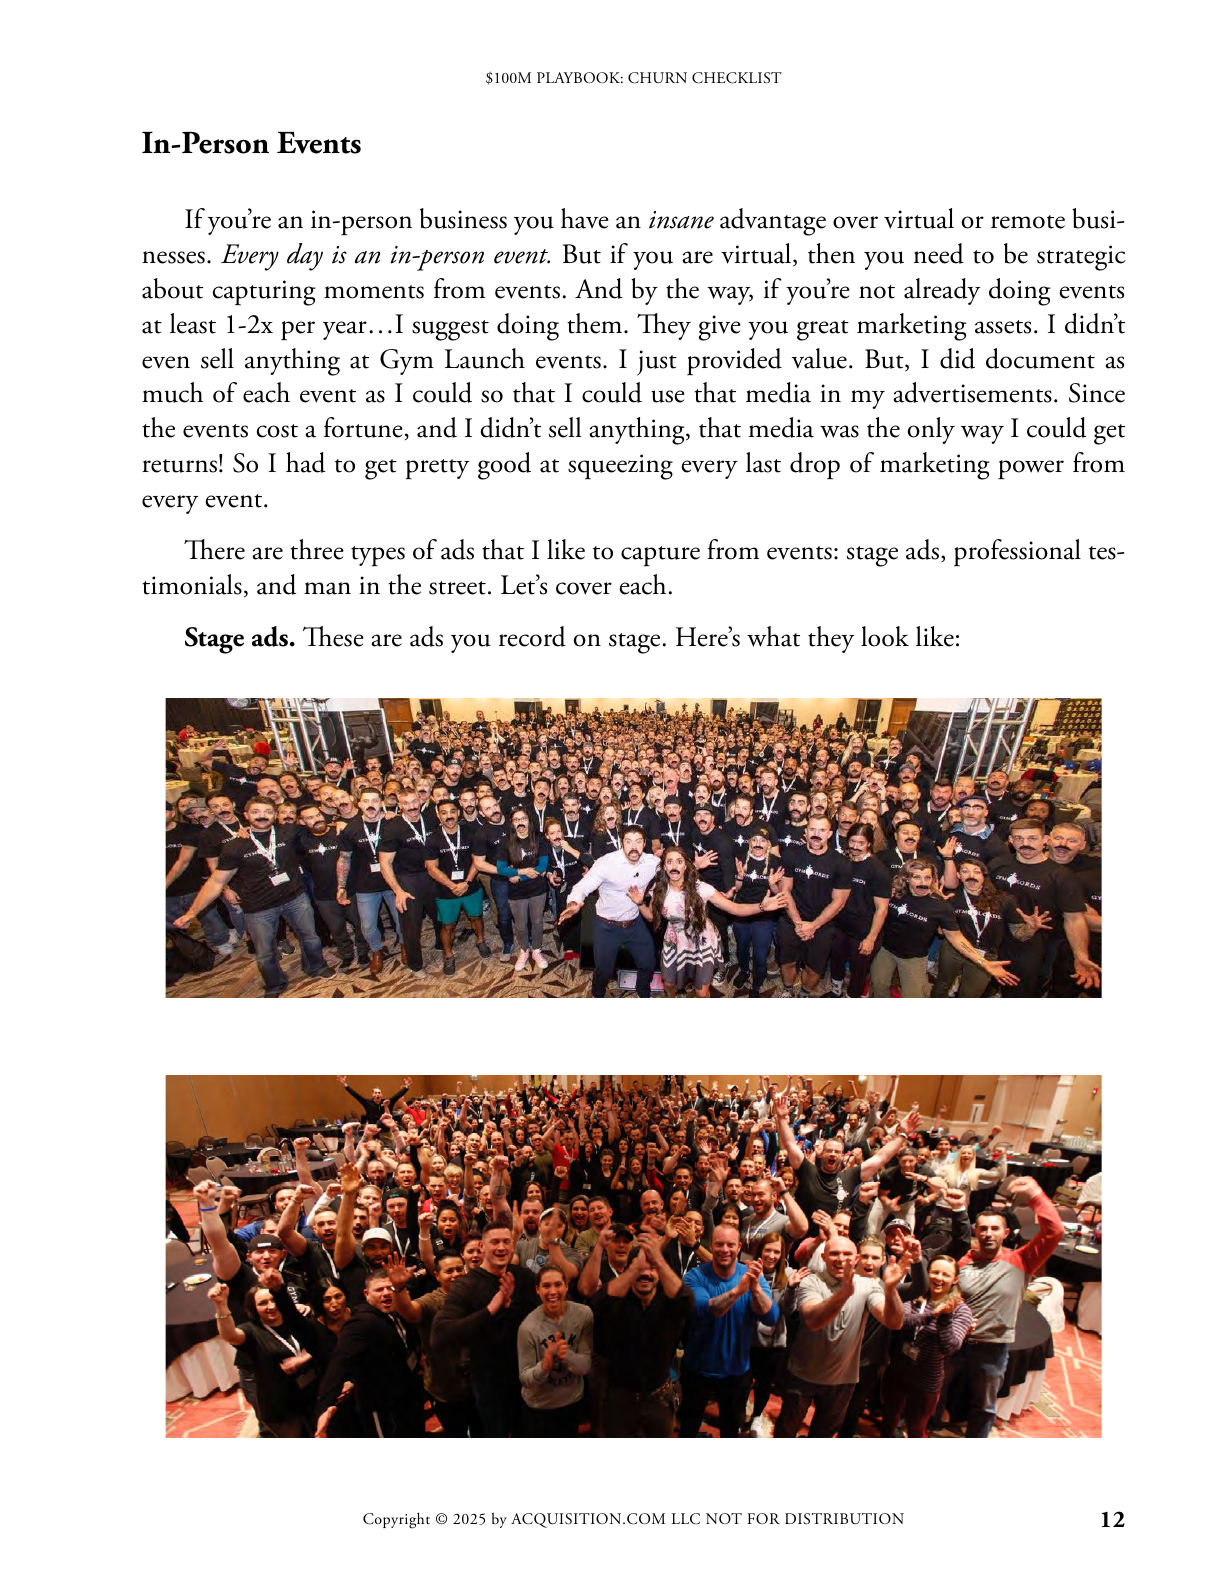 $100M PLAYBOOK: CHURN CHECKLIST
In-Person Events
If you’re an in-person business you have an insane advantage over virtual or remote busi-
nesses. Every day is an in-person event. But if you are virtual, then you need to be strategic
about capturing moments from events. And by the way, if you’re not already doing events
at least 1-2x per year…I suggest doing them. They give you great marketing assets. I didn’t
even sell anything at Gym Launch events. I just provided value. But, I did document as
much of each event as I could so that I could use that media in my advertisements. Since
the events cost a fortune, and I didn’t sell anything, that media was the only way I could get
returns! So I had to get pretty good at squeezing every last drop of marketing power from
every event.
There are three types of ads that I like to capture from events: stage ads, professional tes-
timonials, and man in the street. Let’s cover each.
Stage ads. These are ads you record on stage. Here’s what they look like:
GYM LORDS
Copyright © 2025 by ACQUISITION.COM LLC NOT FOR DISTRIBUTION
12